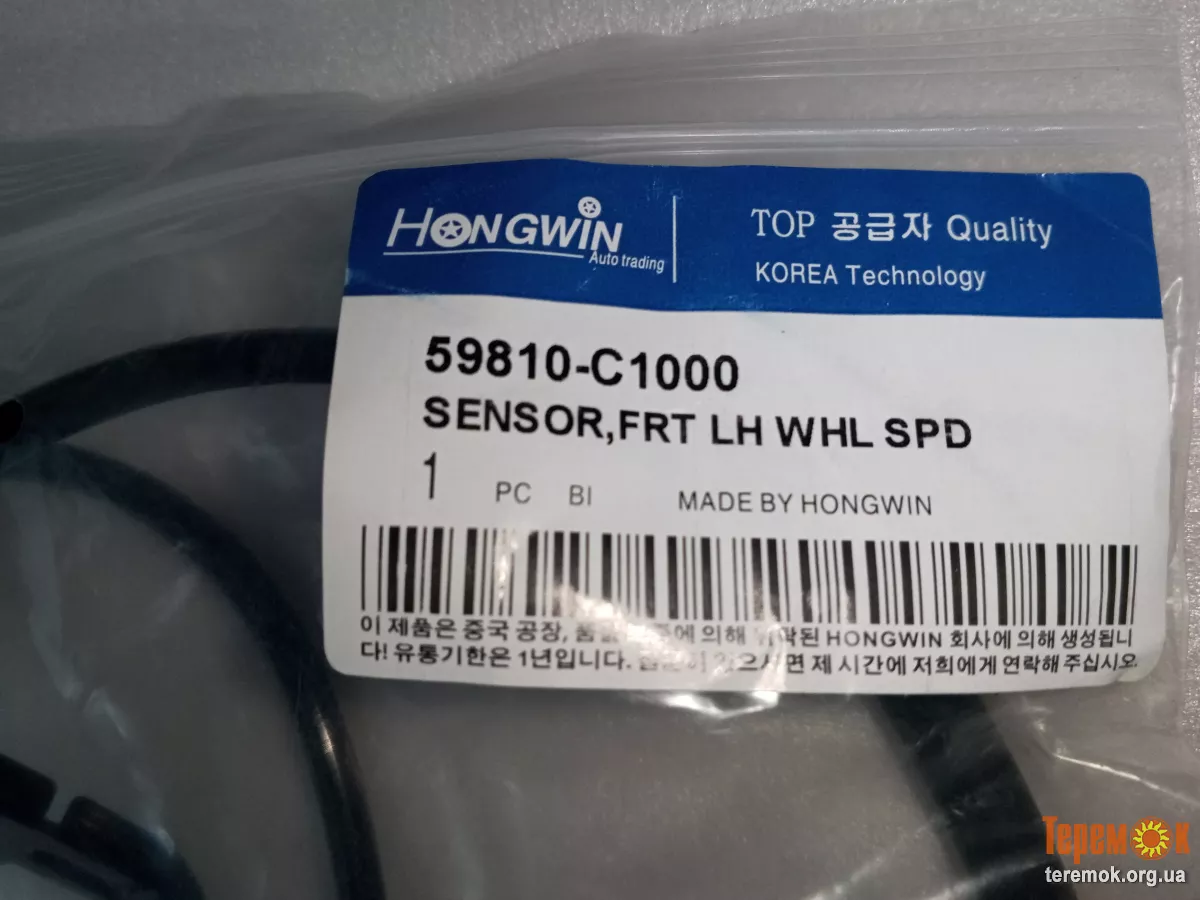 HONGWIN
Auto trading
TOP 공급자 Quality
KOREA Technology
59810-C1000
SENSOR,FRT LH WHL SPD
1 PC BI MADE BY HONGWIN
이 제품은 중국 공장, 에 의해 HONGWIN 회사에 의해 생성됩니
다! 유통기한은 1년입니다. 제 시간에 저희에게 연락해 주십시오.
ТеремОк
teremok.org.ua